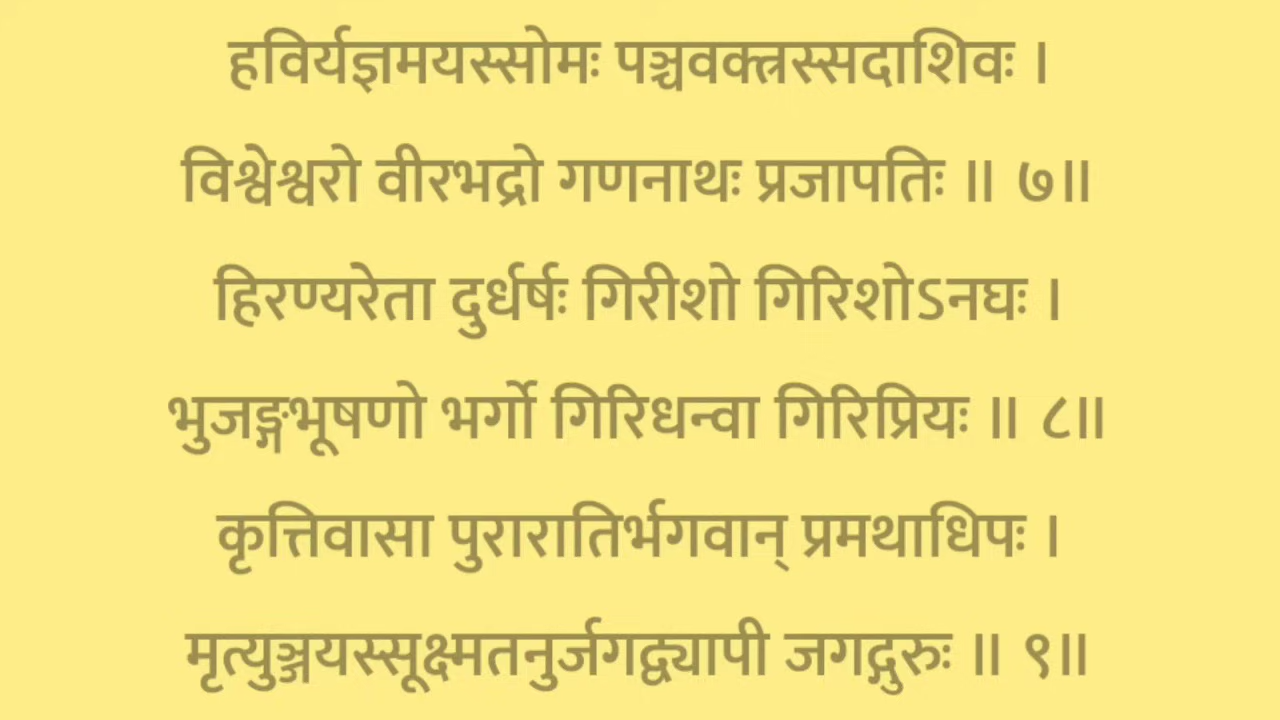 हविर्यज्ञमयस्सोमः पञ्चवक्त्रस्सदाशिवः ।
विश्वेश्वरो वीरभद्रो गणनाथः प्रजापतिः ॥ ७॥
हिरण्यरेता दुर्धर्षः गिरीशो गिरिशोऽनघः ।
भुजङ्गभूषणो भर्गो गिरिधन्वा गिरिप्रियः ॥ ८॥
कृत्तिवासा पुरारातिर्भगवान् प्रमथाधिपः ।
मृत्युञ्जयस्सूक्ष्मतनुर्जगद्व्यापी जगद्गुरुः ॥ ९॥